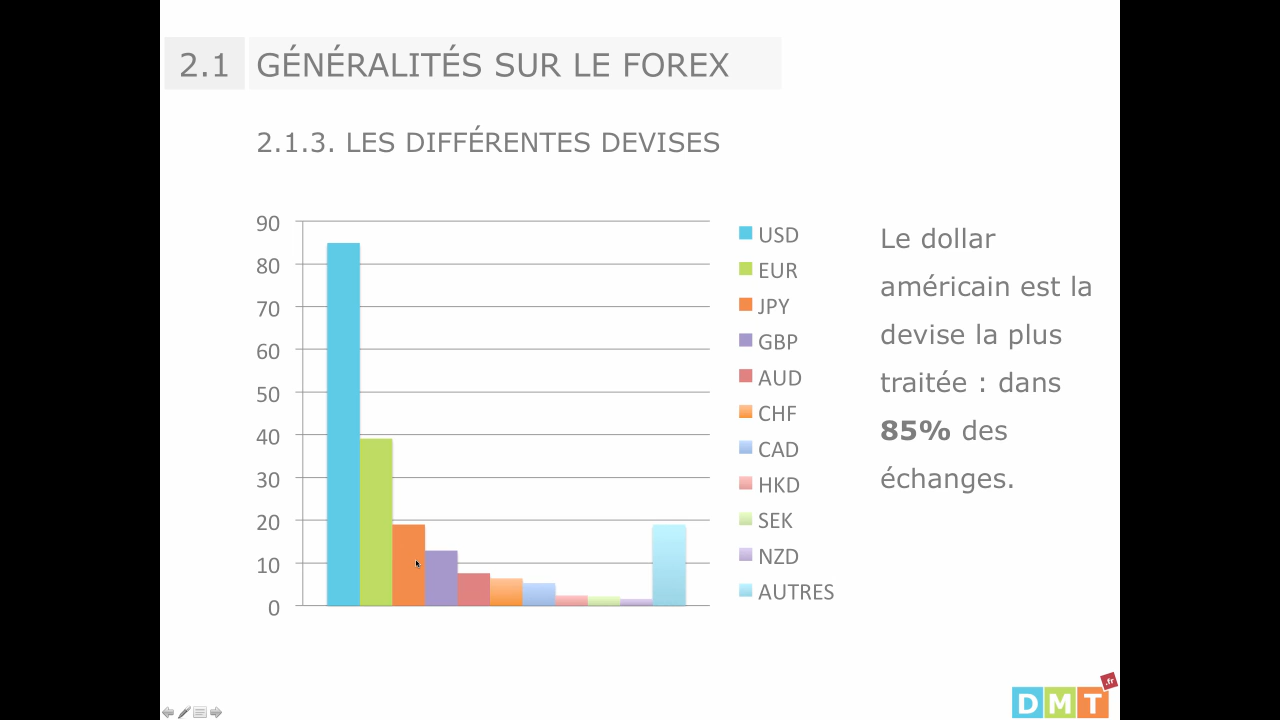 2.1 GÉNÉRALITÉS SUR LE FOREX
2.1.3. LES DIFFÉRENTES DEVISES
90
80
70
60
50
40
30
20
10
0
USD
EUR
JPY
GBP
AUD
CHF
CAD
HKD
SEK
NZD
AUTRES
Le dollar
américain est la
devise la plus
traitée : dans
85% des
échanges.
DMT
.fr